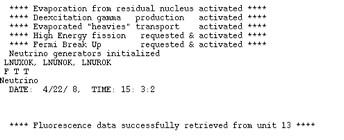 **** Evaporation from residual nucleus activated ****
**** Deexcitation gamma production activated ****
**** Evaporated "heavies" transport activated ****
**** High Energy fission requested & activated ****
**** Fermi Break Up requested & activated ****
Neutrino generators initialized
LNUXOK, LNUNOK, LNUROK
F T T
Neutrino
DATE: 4/22/ 8, TIME: 15: 3:2
**** Fluorescence data successfully retrieved from unit 13 ****